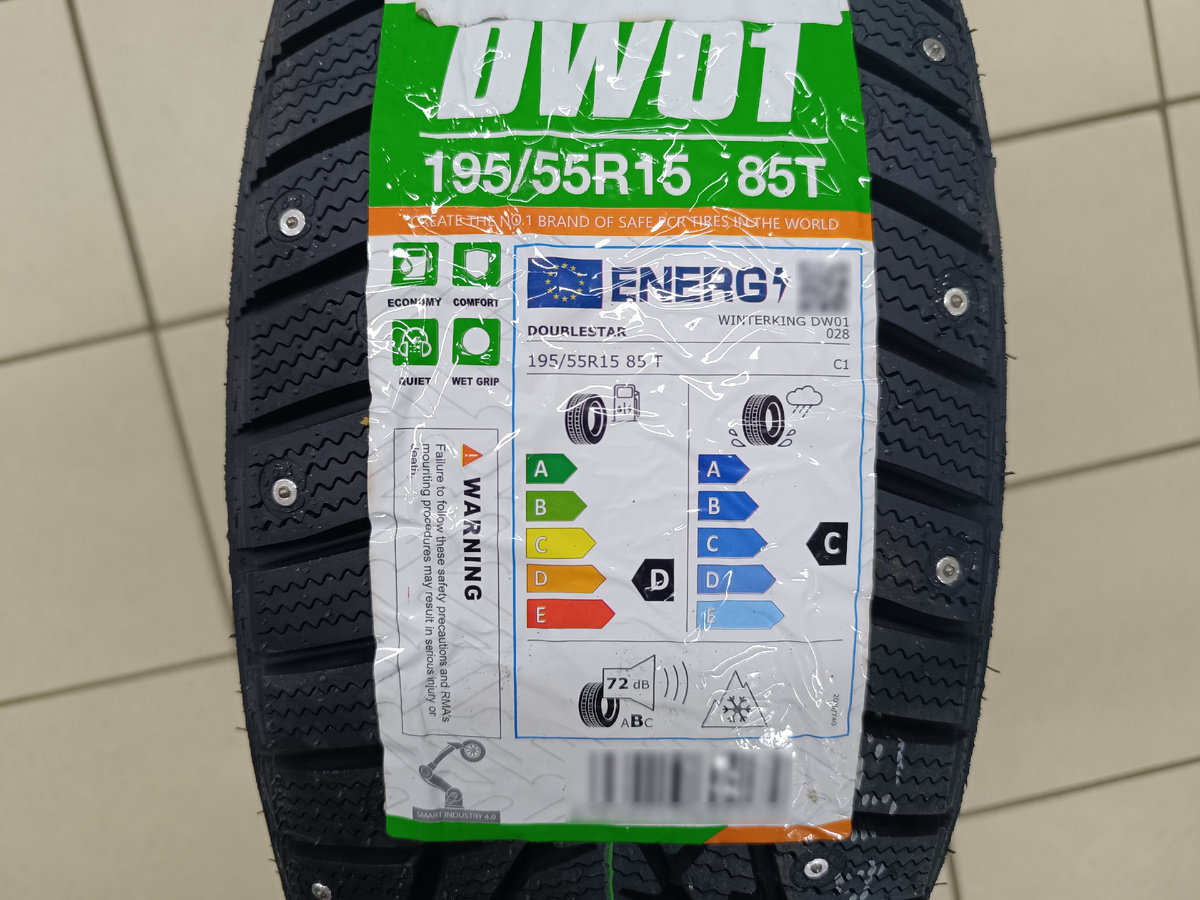 DW01
195/55R15 85T
CREATE THE NO.1 BRAND OF SAFE PCR TIRES IN THE WORLD
ECONOMY COMFORT
QUIET WET GRIP
WARNING
Failure to follow these safety precautions and RMA's
mounting procedures may result in serious injury or
death.
ENERG
DOUBLESTAR
WINTERKING DW01
028
195/55R15 85 T
C1
A
B
C
D
E
D
A
B
C
D
E
C
72 dB
ABC
SMART INDUSTRY 4.0